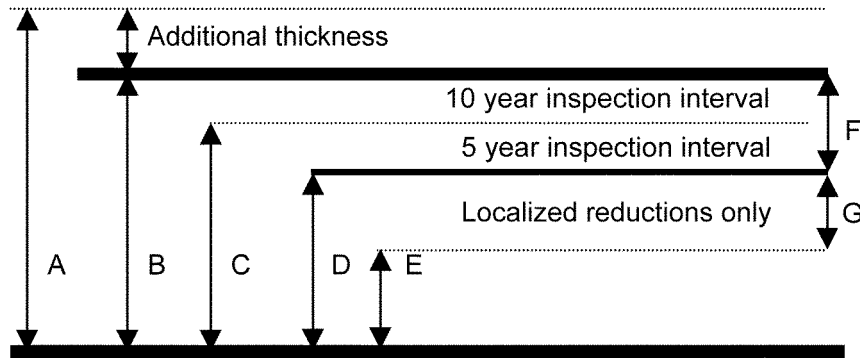 Additional thickness
10 year inspection interval
F
5 year inspection interval
Localized reductions only
G
A
B
C
D
E